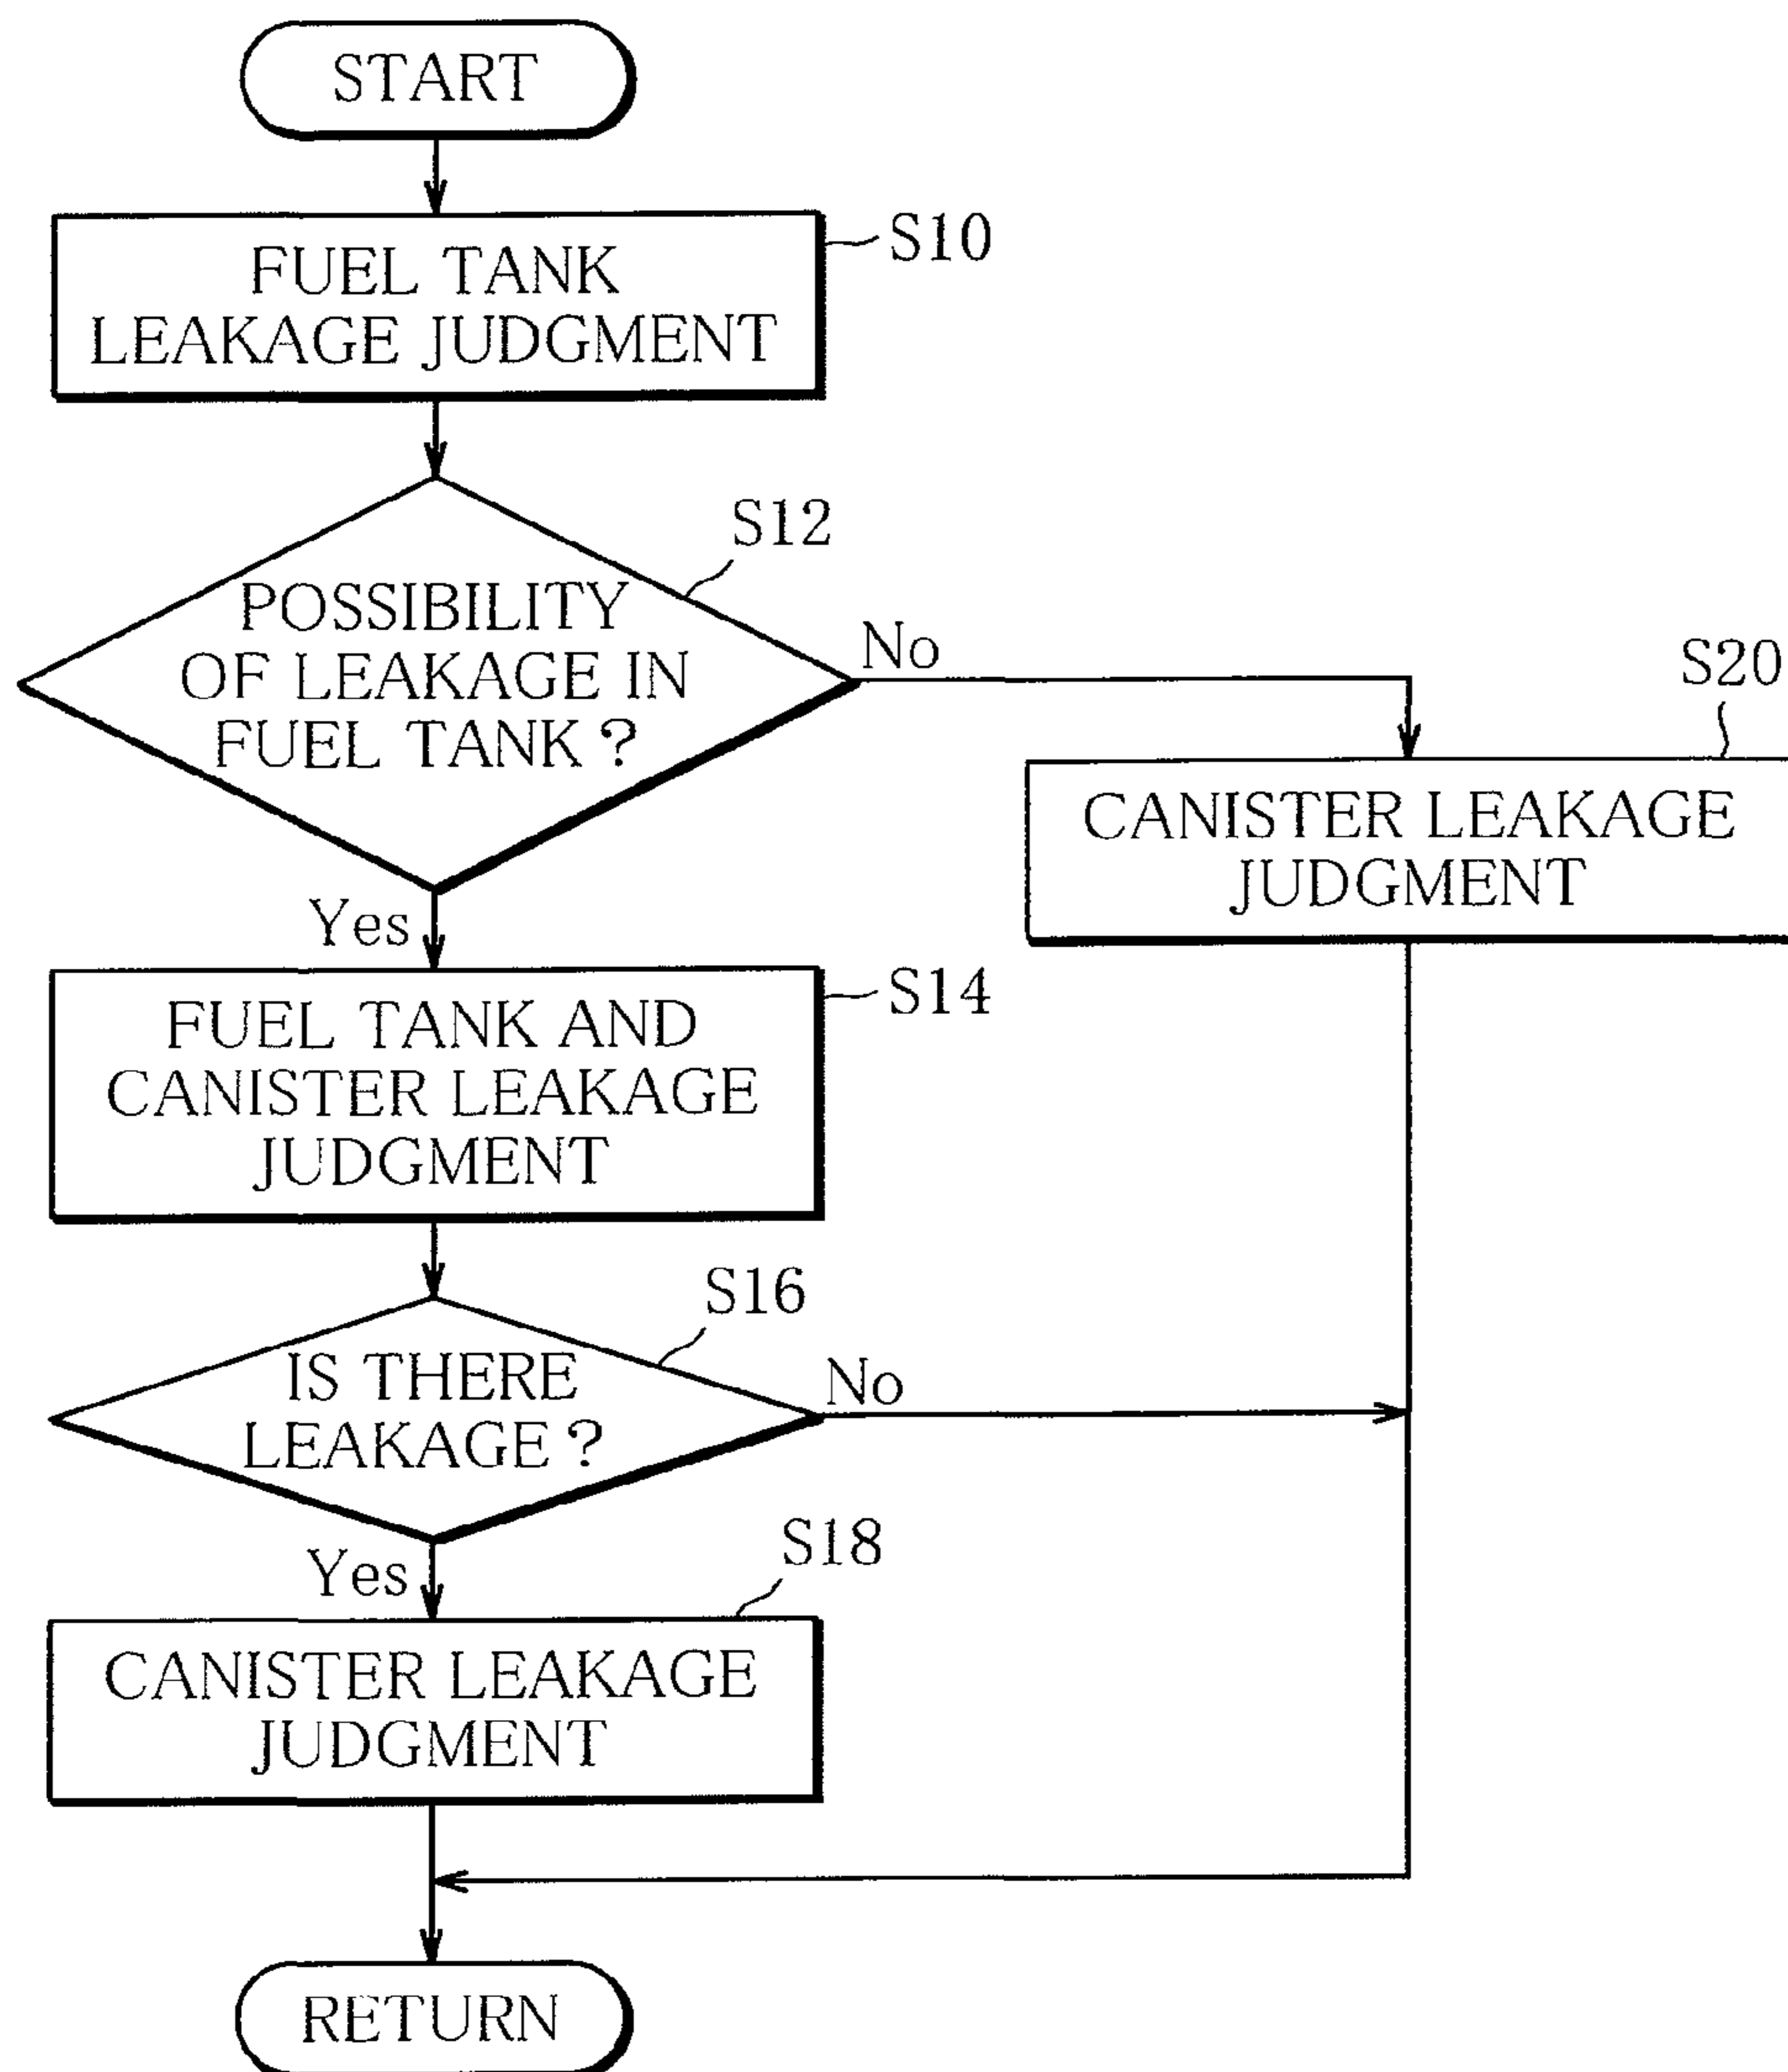 START
FUEL TANK
LEAKAGE JUDGMENT
S10
S12
POSSIBILITY
OF LEAKAGE IN
FUEL TANK ?
No
S20
CANISTER LEAKAGE
JUDGMENT
Yes
FUEL TANK AND
CANISTER LEAKAGE
JUDGMENT
S14
S16
IS THERE
LEAKAGE ?
No
Yes
S18
CANISTER LEAKAGE
JUDGMENT
RETURN